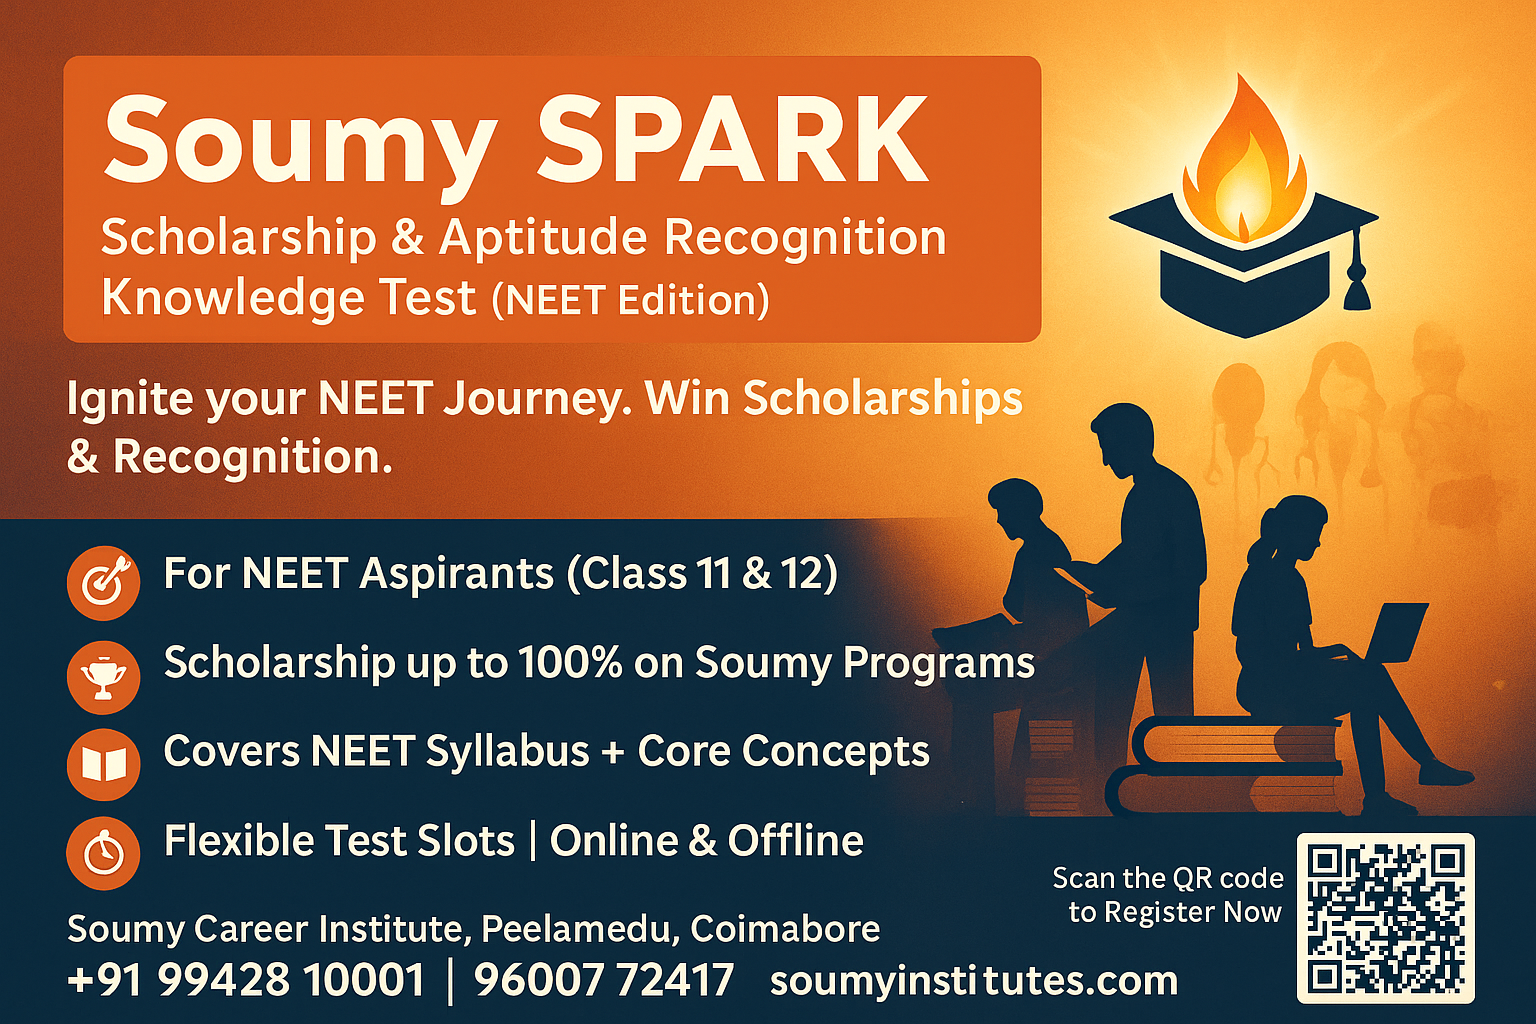 Soumy SPARK
Scholarship & Aptitude Recognition
Knowledge Test (NEET Edition)
Ignite your NEET Journey. Win Scholarships
& Recognition.
For NEET Aspirants (Class 11 & 12)
Scholarship up to 100% on Soumy Programs
Covers NEET Syllabus + Core Concepts
Flexible Test Slots | Online & Offline
Scan the QR code
to Register Now
Soumy Career Institute, Peelamedu, Coimabore
+91 99428 10001 | 96007 72417 soumyinstitutes.com